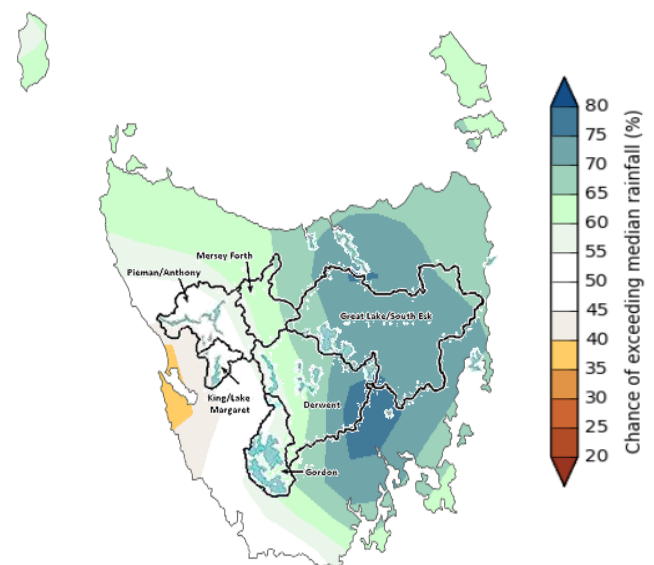 Mersey Forth
Pieman/Anthony
Great Lake/South Esk
King/Lake
Margaret
Derwent
Gordon
80
75
70
65
60
55
50
45
40
35
30
25
20
Chance of exceeding median rainfall (%)